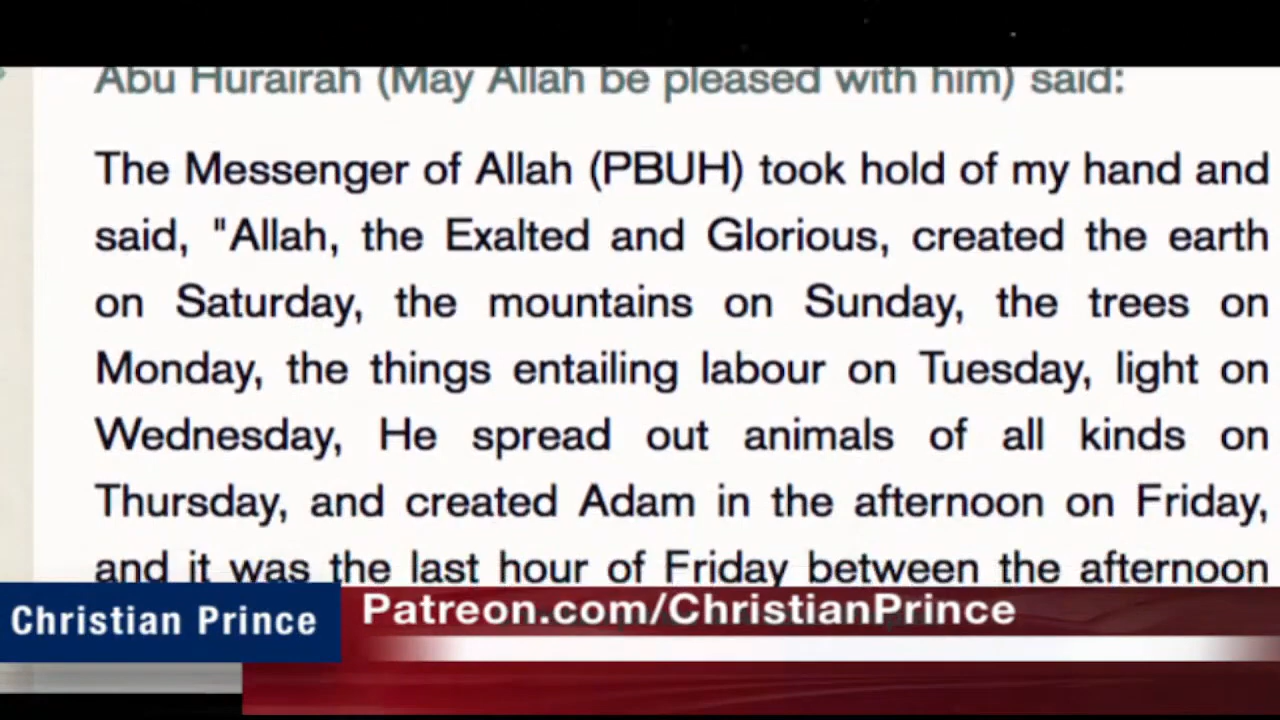 Abu Hurairah (May Allah be pleased with him) said:
The Messenger of Allah (PBUH) took hold of my hand and
said, "Allah, the Exalted and Glorious, created the earth
on Saturday, the mountains on Sunday, the trees on
Monday, the things entailing labour on Tuesday, light on
Wednesday, He spread out animals of all kinds on
Thursday, and created Adam in the afternoon on Friday,
and it was the last hour of Friday between the afternoon
Christian Prince
Patreon.com/ChristianPrince